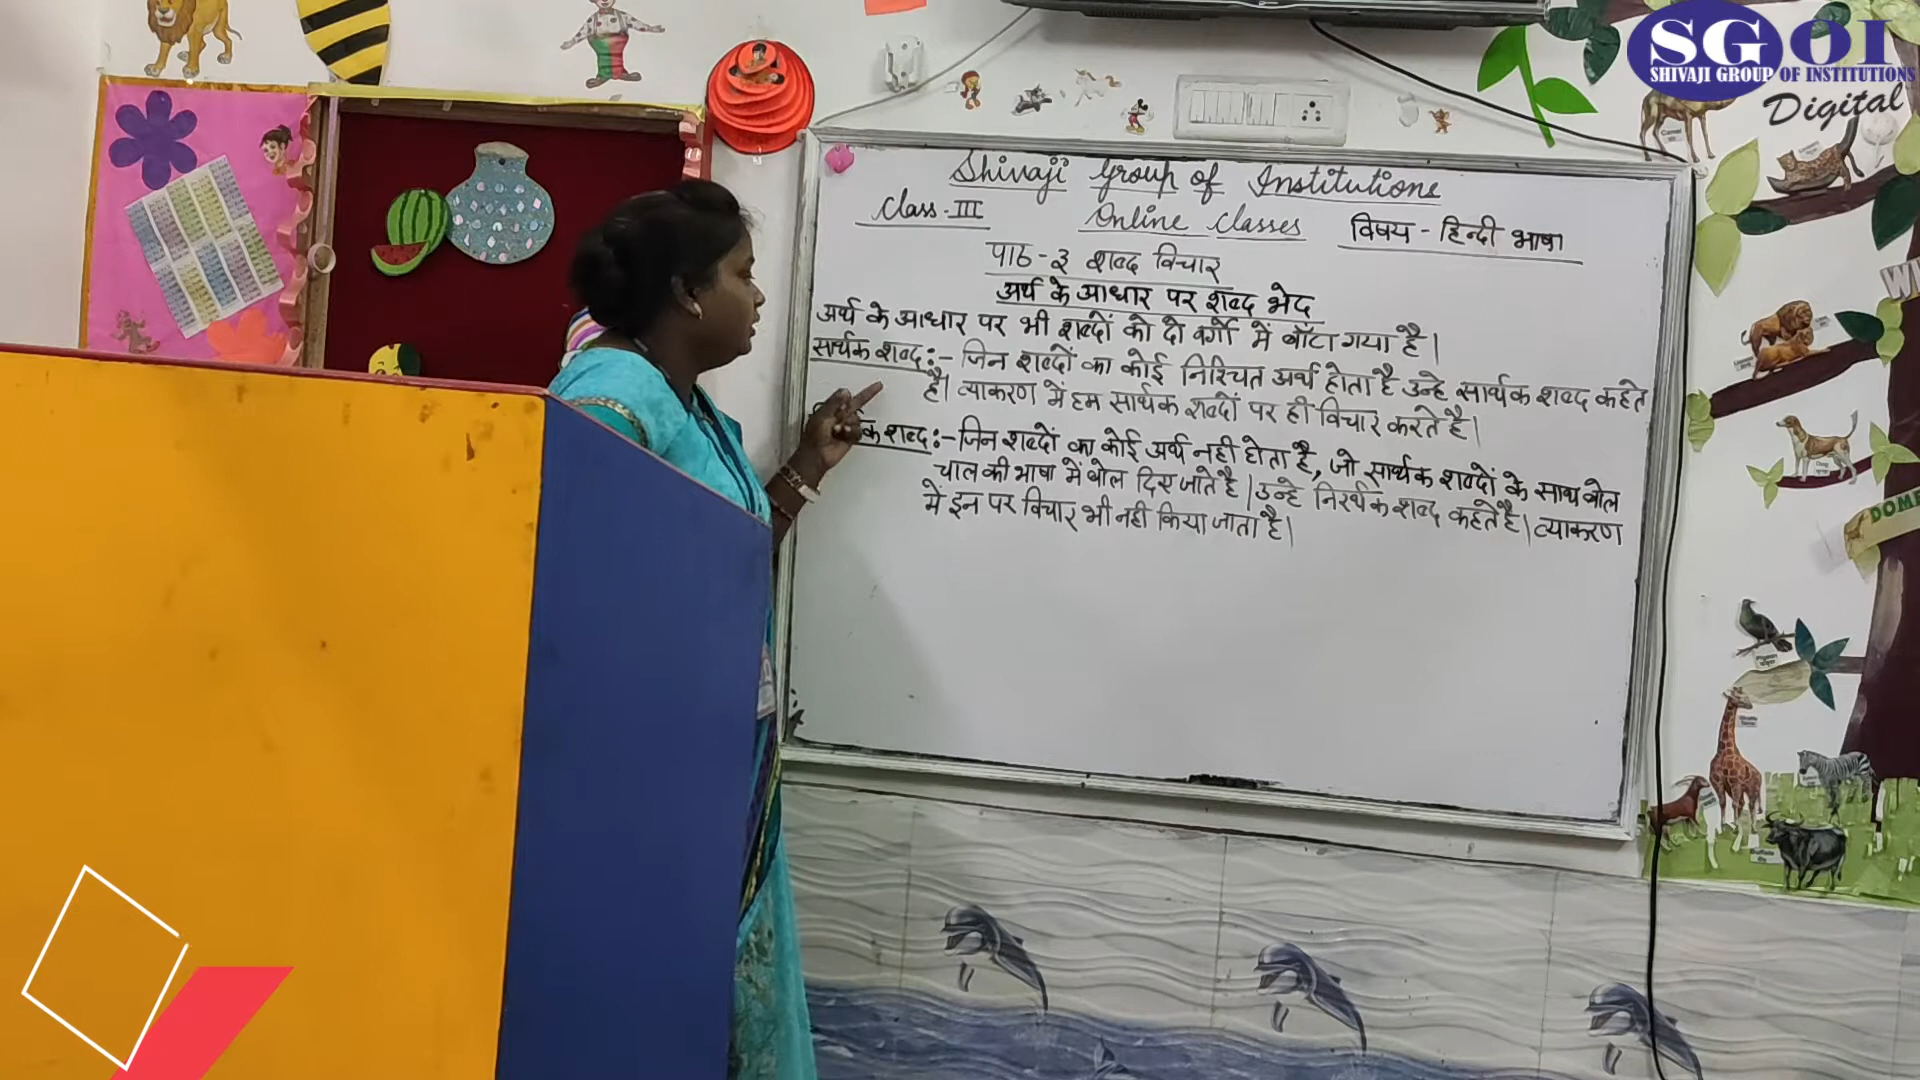 SGOI
SHIVAJI GROUP OF INSTITUTIONS
Digital
Shivaji Group of Institutions
Class-III
Online Classes
विषय - हिन्दी भाषा
पाठ-३ शब्द विचार
अर्थ के आधार पर शब्द भेद
अर्थ के आधार पर भी शब्दों को दो वर्गो में बाँटा गया है।
सार्थक शब्द:- जिन शब्दों का कोई निश्चित अर्थ होता है उन्हे सार्थक शब्द कहते
है। व्याकरण में हम सार्थक शब्दों पर ही विचार करते है।
क शब्द:- जिन शब्दों का कोई अर्थ नही होता है, जो सार्थक शब्दों के साथ बोल
चाल की भाषा में बोल दिए जाते है। उन्हे निरर्थक शब्द कहते है। व्याकरण
में इन पर विचार भी नही किया जाता है।
DOME